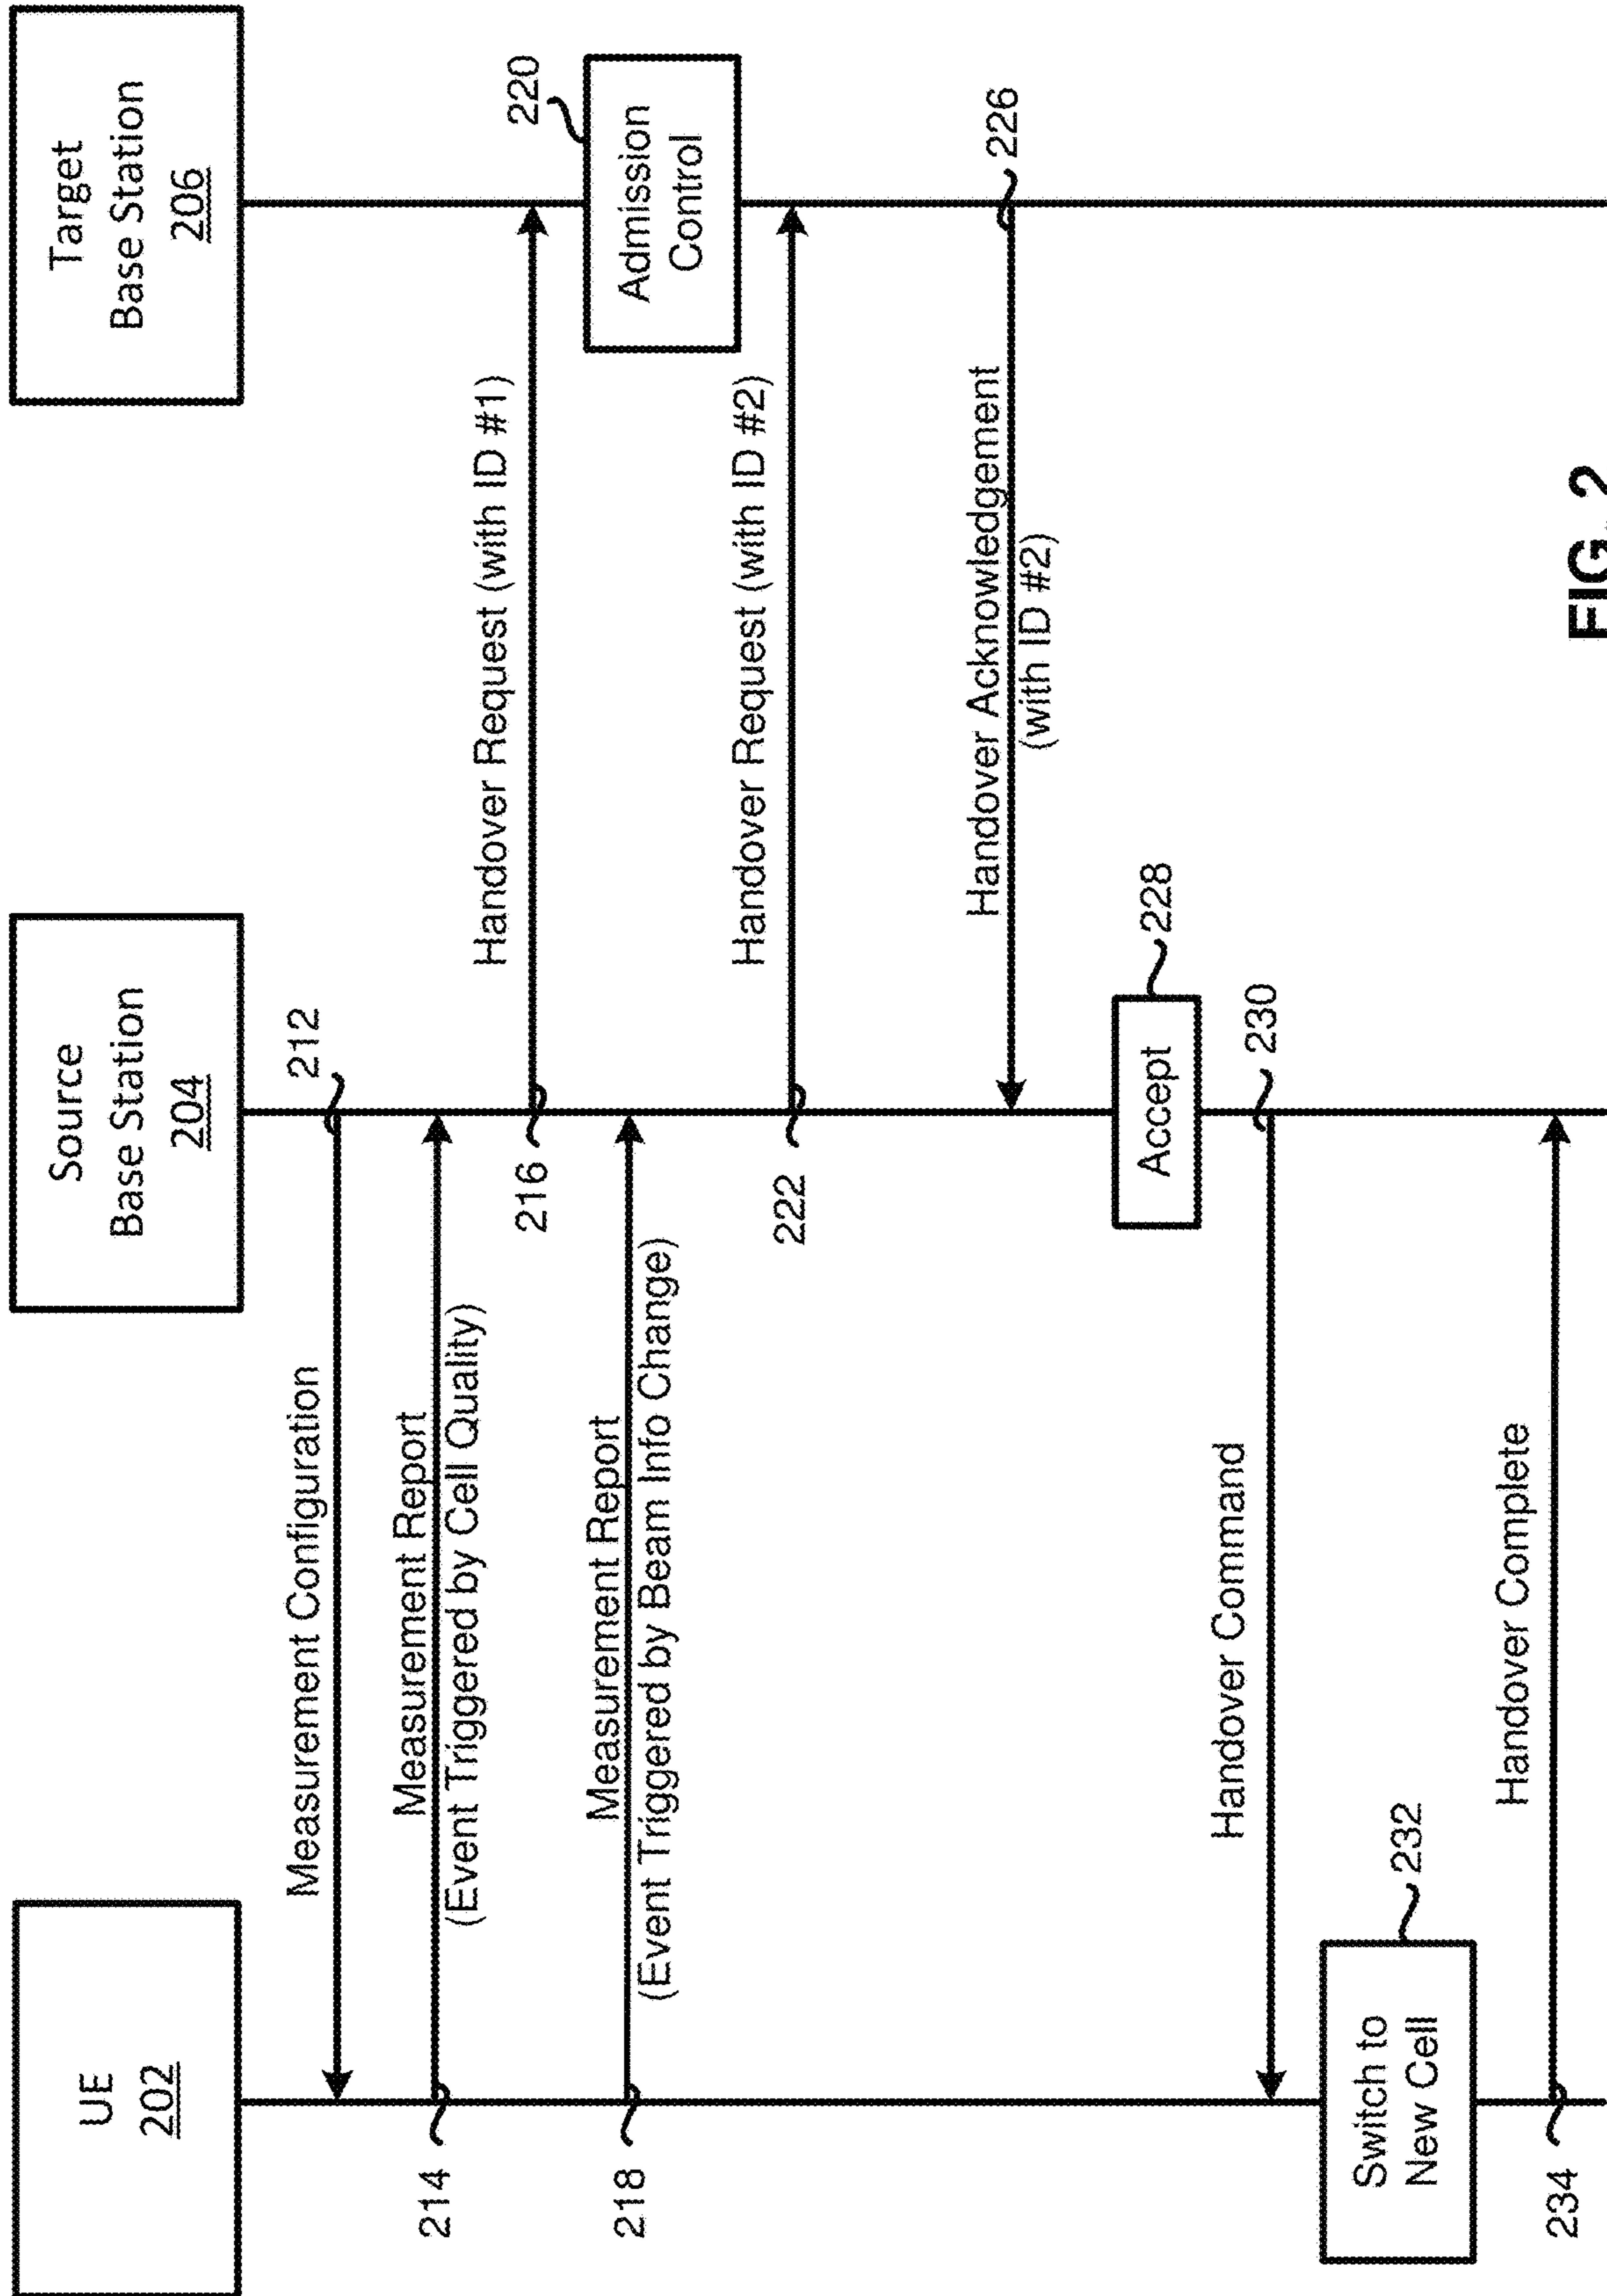 UE
202
Source
Base Station
204
Target
Base Station
206
212
Measurement Configuration
214
Measurement Report
(Event Triggered by Cell Quality)
216
Handover Request (with ID #1)
218
Measurement Report
(Event Triggered by Beam Info Change)
220
Admission
Control
222
Handover Request (with ID #2)
226
Handover Acknowledgement
(with ID #2)
Accept
228
230
Handover Command
Switch to
New Cell
232
234
Handover Complete
FIG. 2